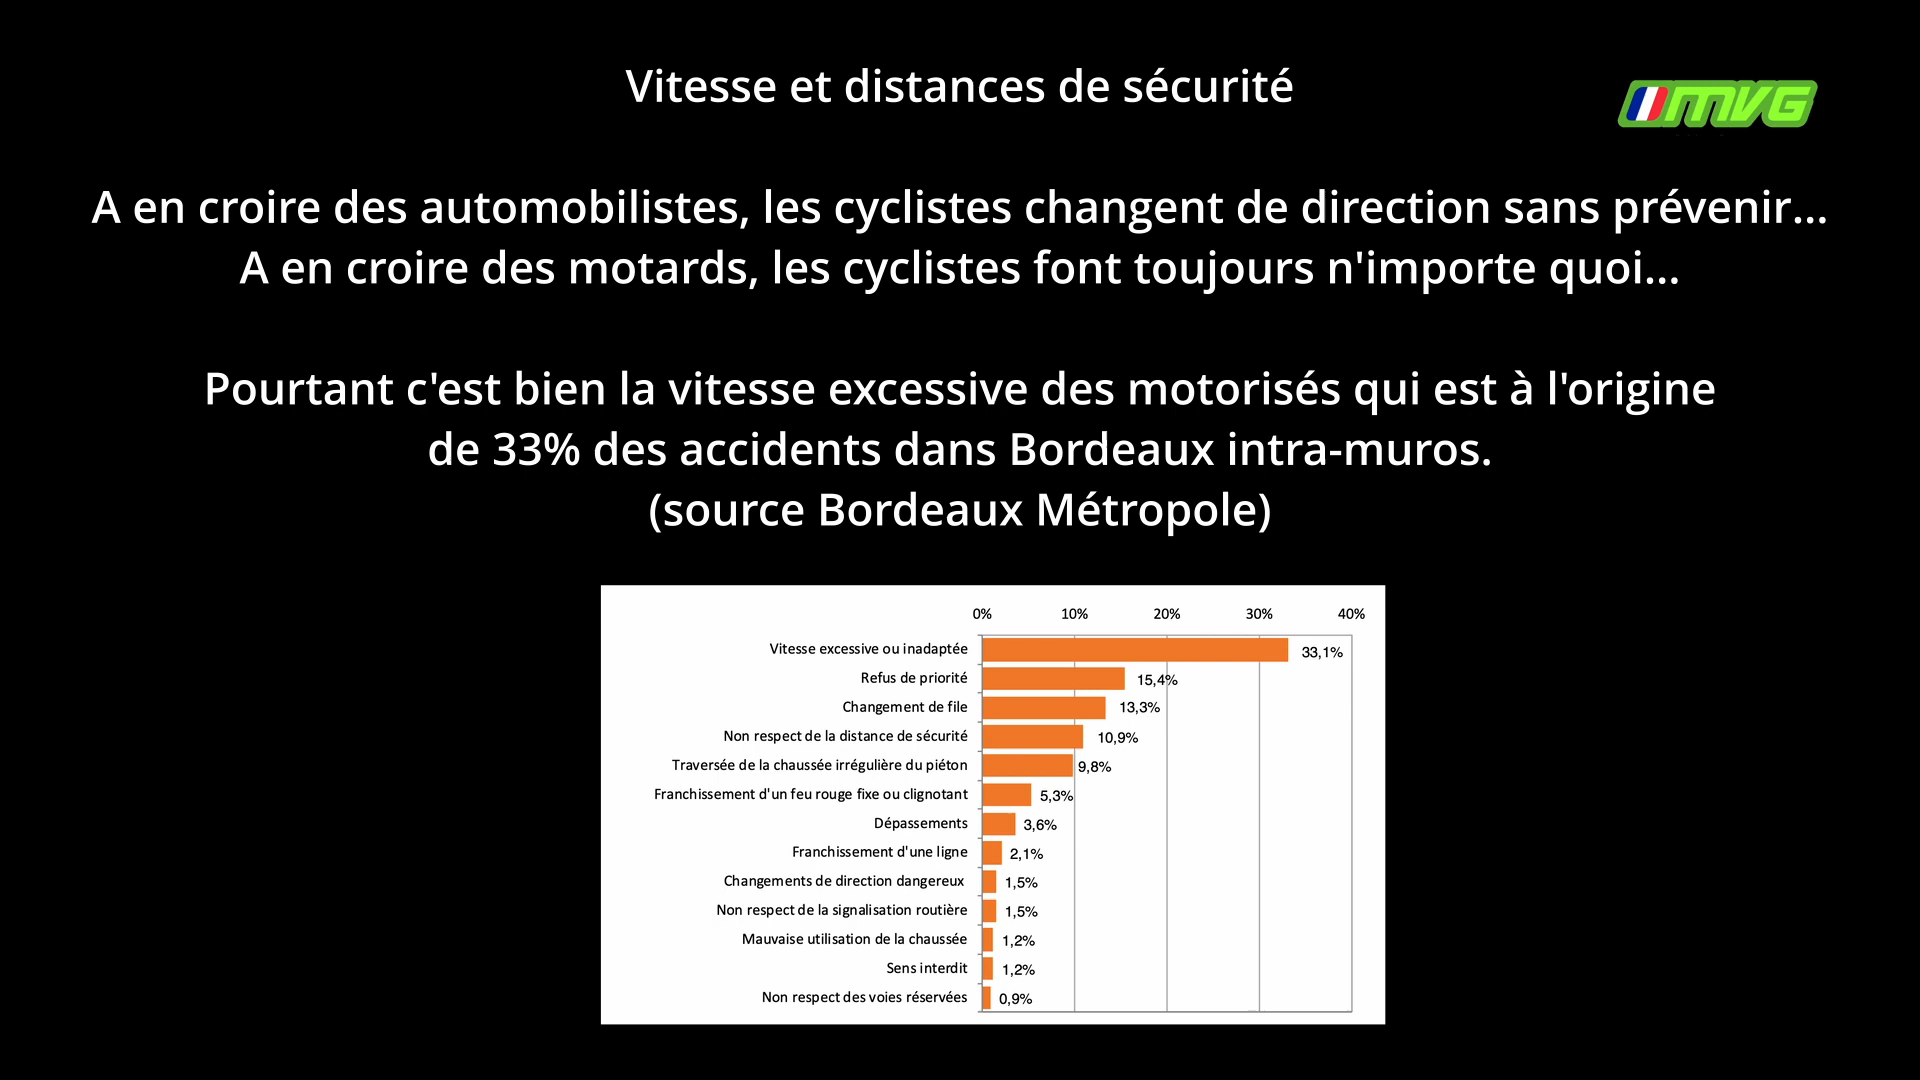 Vitesse et distances de sécurité
MVG
A en croire des automobilistes, les cyclistes changent de direction sans prévenir...
A en croire des motards, les cyclistes font toujours n'importe quoi...
Pourtant c'est bien la vitesse excessive des motorisés qui est à l'origine
de 33% des accidents dans Bordeaux intra-muros.
(source Bordeaux Métropole)
0% 10% 20% 30% 40%
Vitesse excessive ou inadaptée 33,1%
Refus de priorité 15,4%
Changement de file 13,3%
Non respect de la distance de sécurité 10,9%
Traversée de la chaussée irrégulière du piéton 9,8%
Franchissement d'un feu rouge fixe ou clignotant 5,3%
Dépassements 3,6%
Franchissement d'une ligne 2,1%
Changements de direction dangereux 1,5%
Non respect de la signalisation routière 1,5%
Mauvaise utilisation de la chaussée 1,2%
Sens interdit 1,2%
Non respect des voies réservées 0,9%